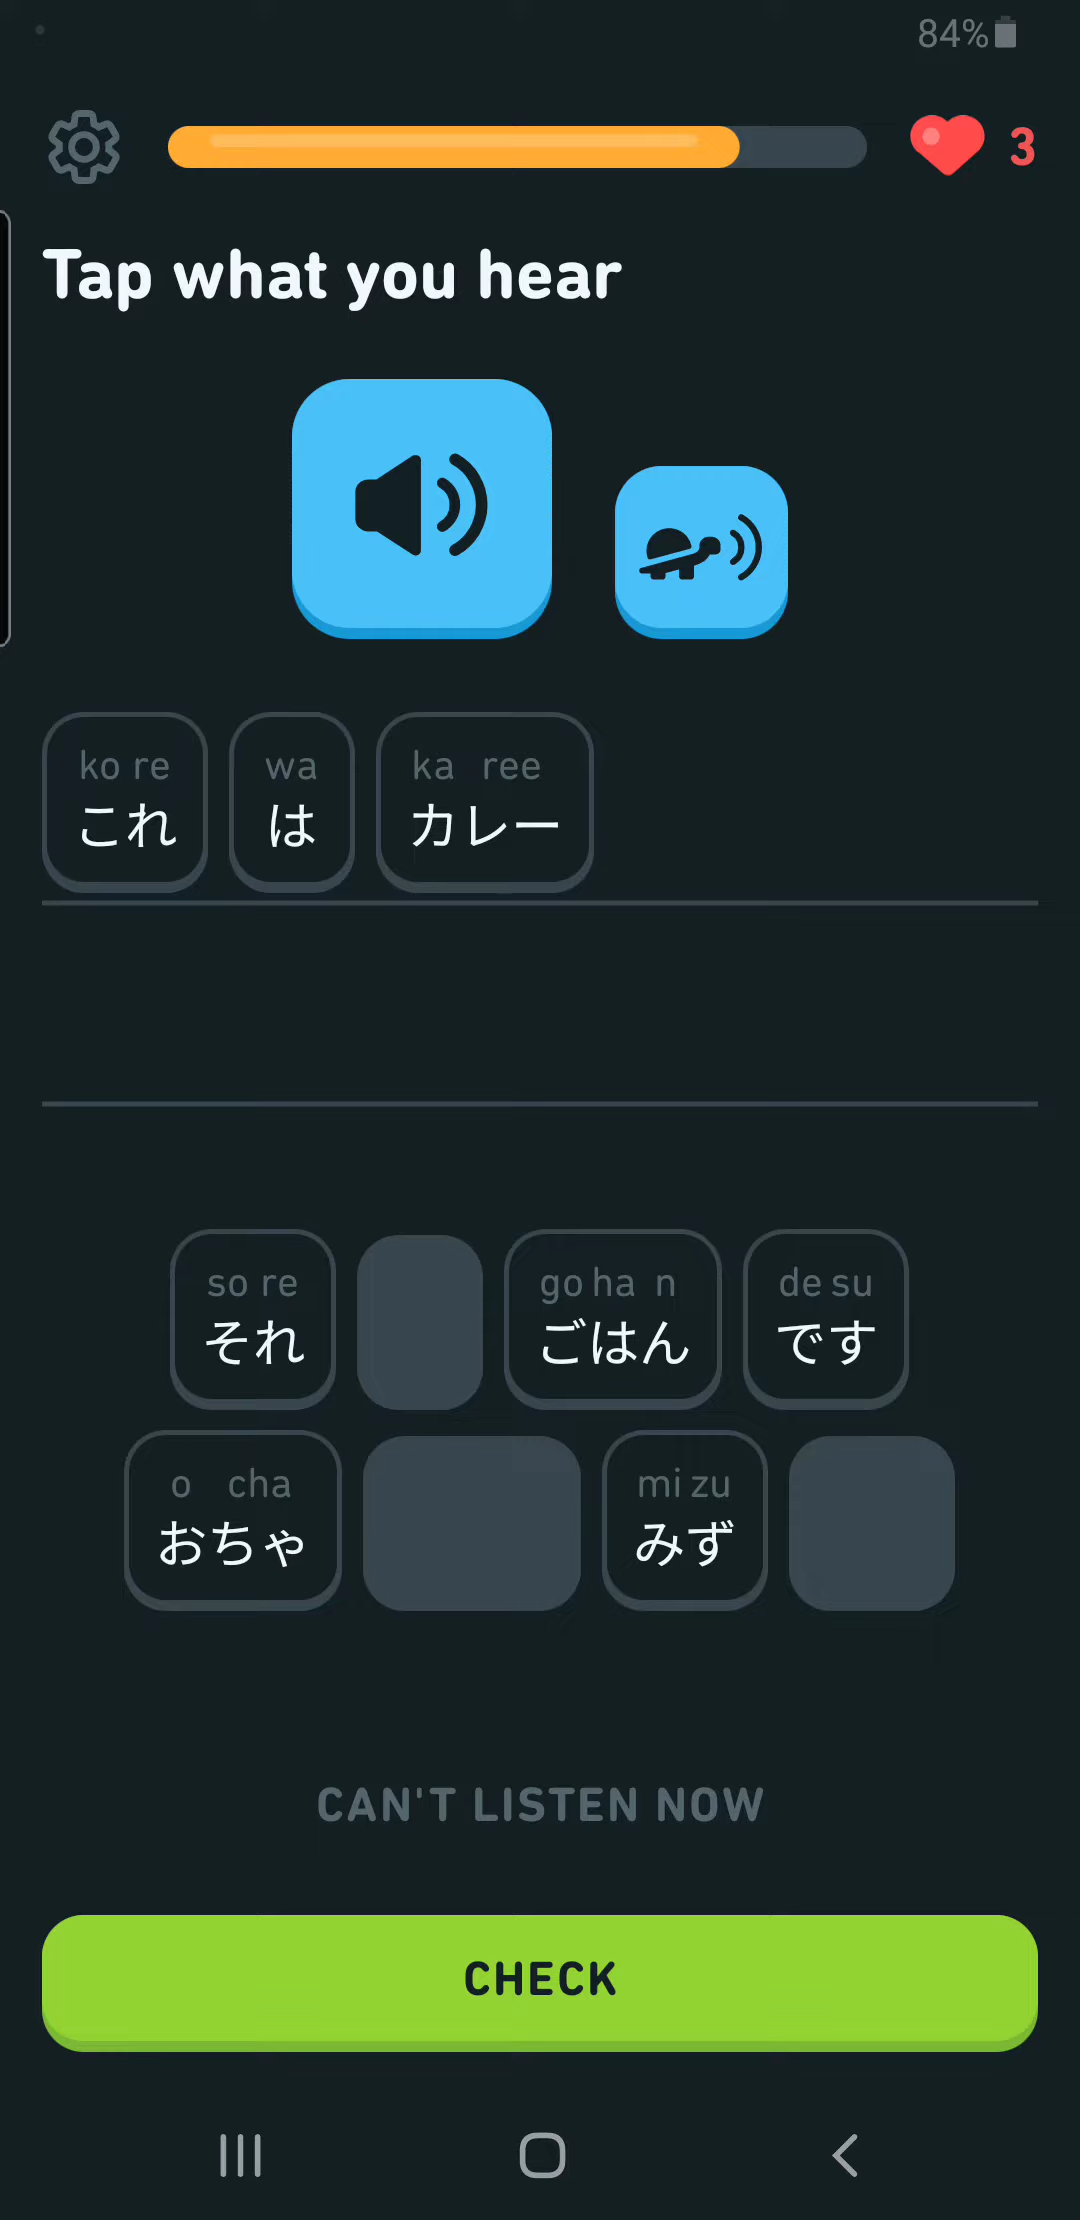 84%
3
Tap what you hear
ko re wa ka ree
これ は カレー
so re go ha n de su
それ ごはん です
o cha mi zu
おちゃ みず
CAN'T LISTEN NOW
CHECK